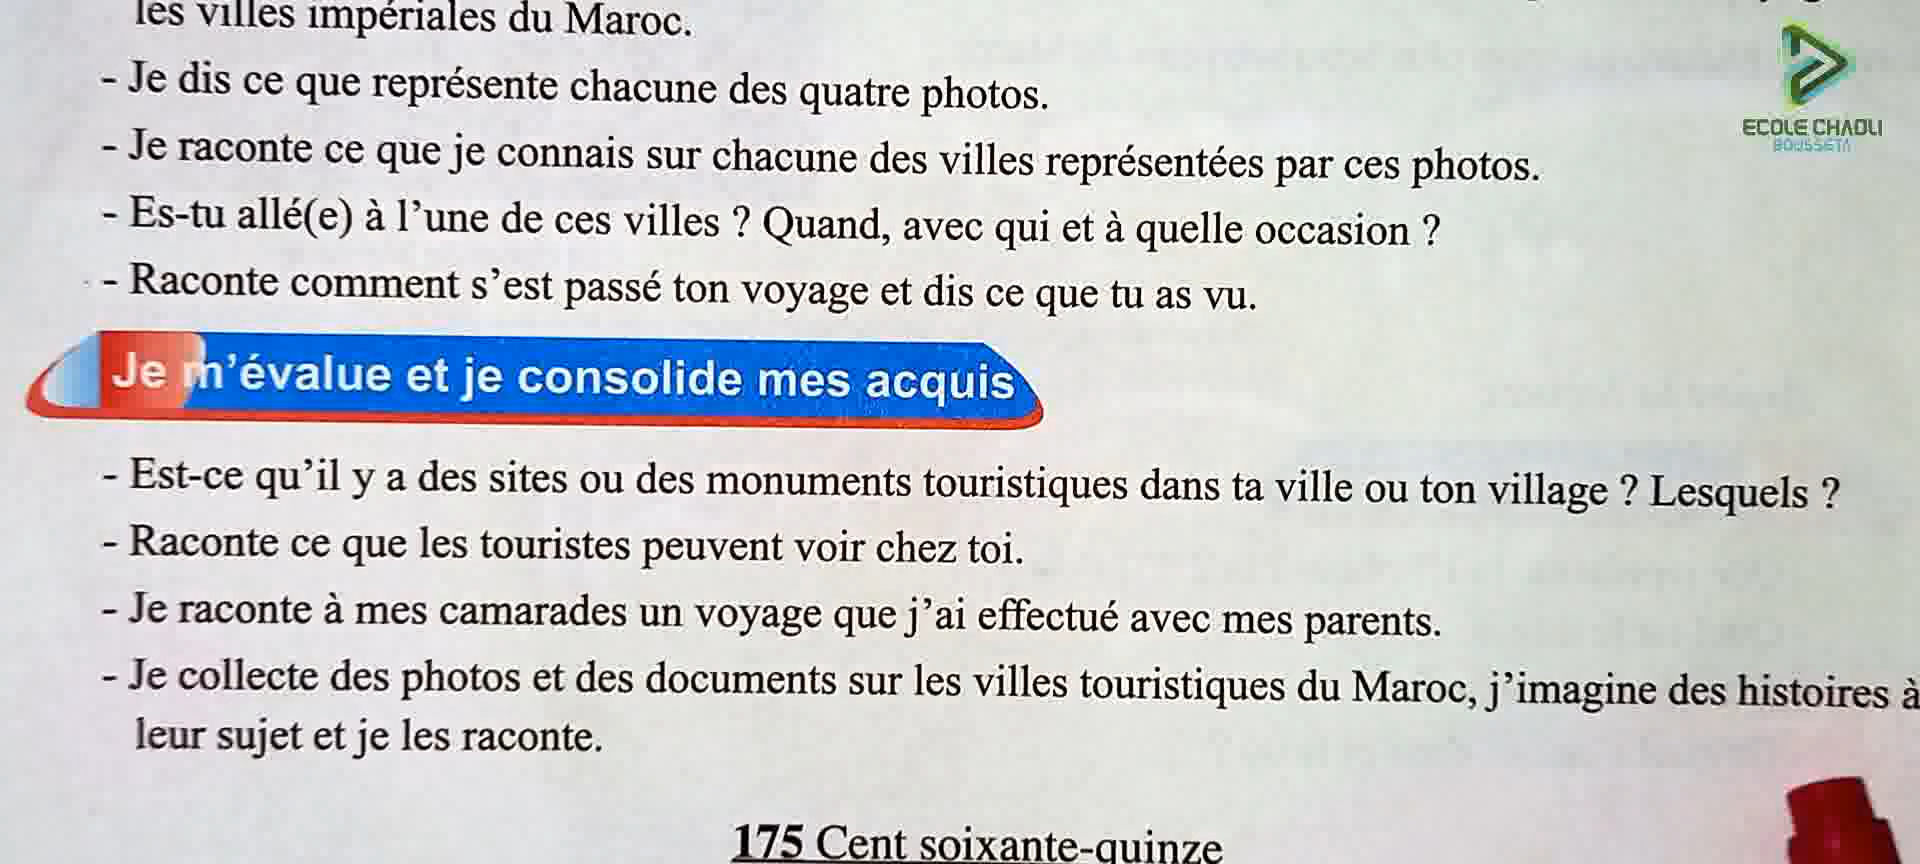 les villes impériales du Maroc.
- Je dis ce que représente chacune des quatre photos.
- Je raconte ce que je connais sur chacune des villes représentées par ces photos.
- Es-tu allé(e) à l'une de ces villes ? Quand, avec qui et à quelle occasion ?
- Raconte comment s'est passé ton voyage et dis ce que tu as vu.
Je m'évalue et je consolide mes acquis
- Est-ce qu'il y a des sites ou des monuments touristiques dans ta ville ou ton village ? Lesquels ?
- Raconte ce que les touristes peuvent voir chez toi.
- Je raconte à mes camarades un voyage que j'ai effectué avec mes parents.
- Je collecte des photos et des documents sur les villes touristiques du Maroc, j'imagine des histoires à
leur sujet et je les raconte.
175 Cent soixante-quinze
ECOLE CHAOLI
BOUSSETA